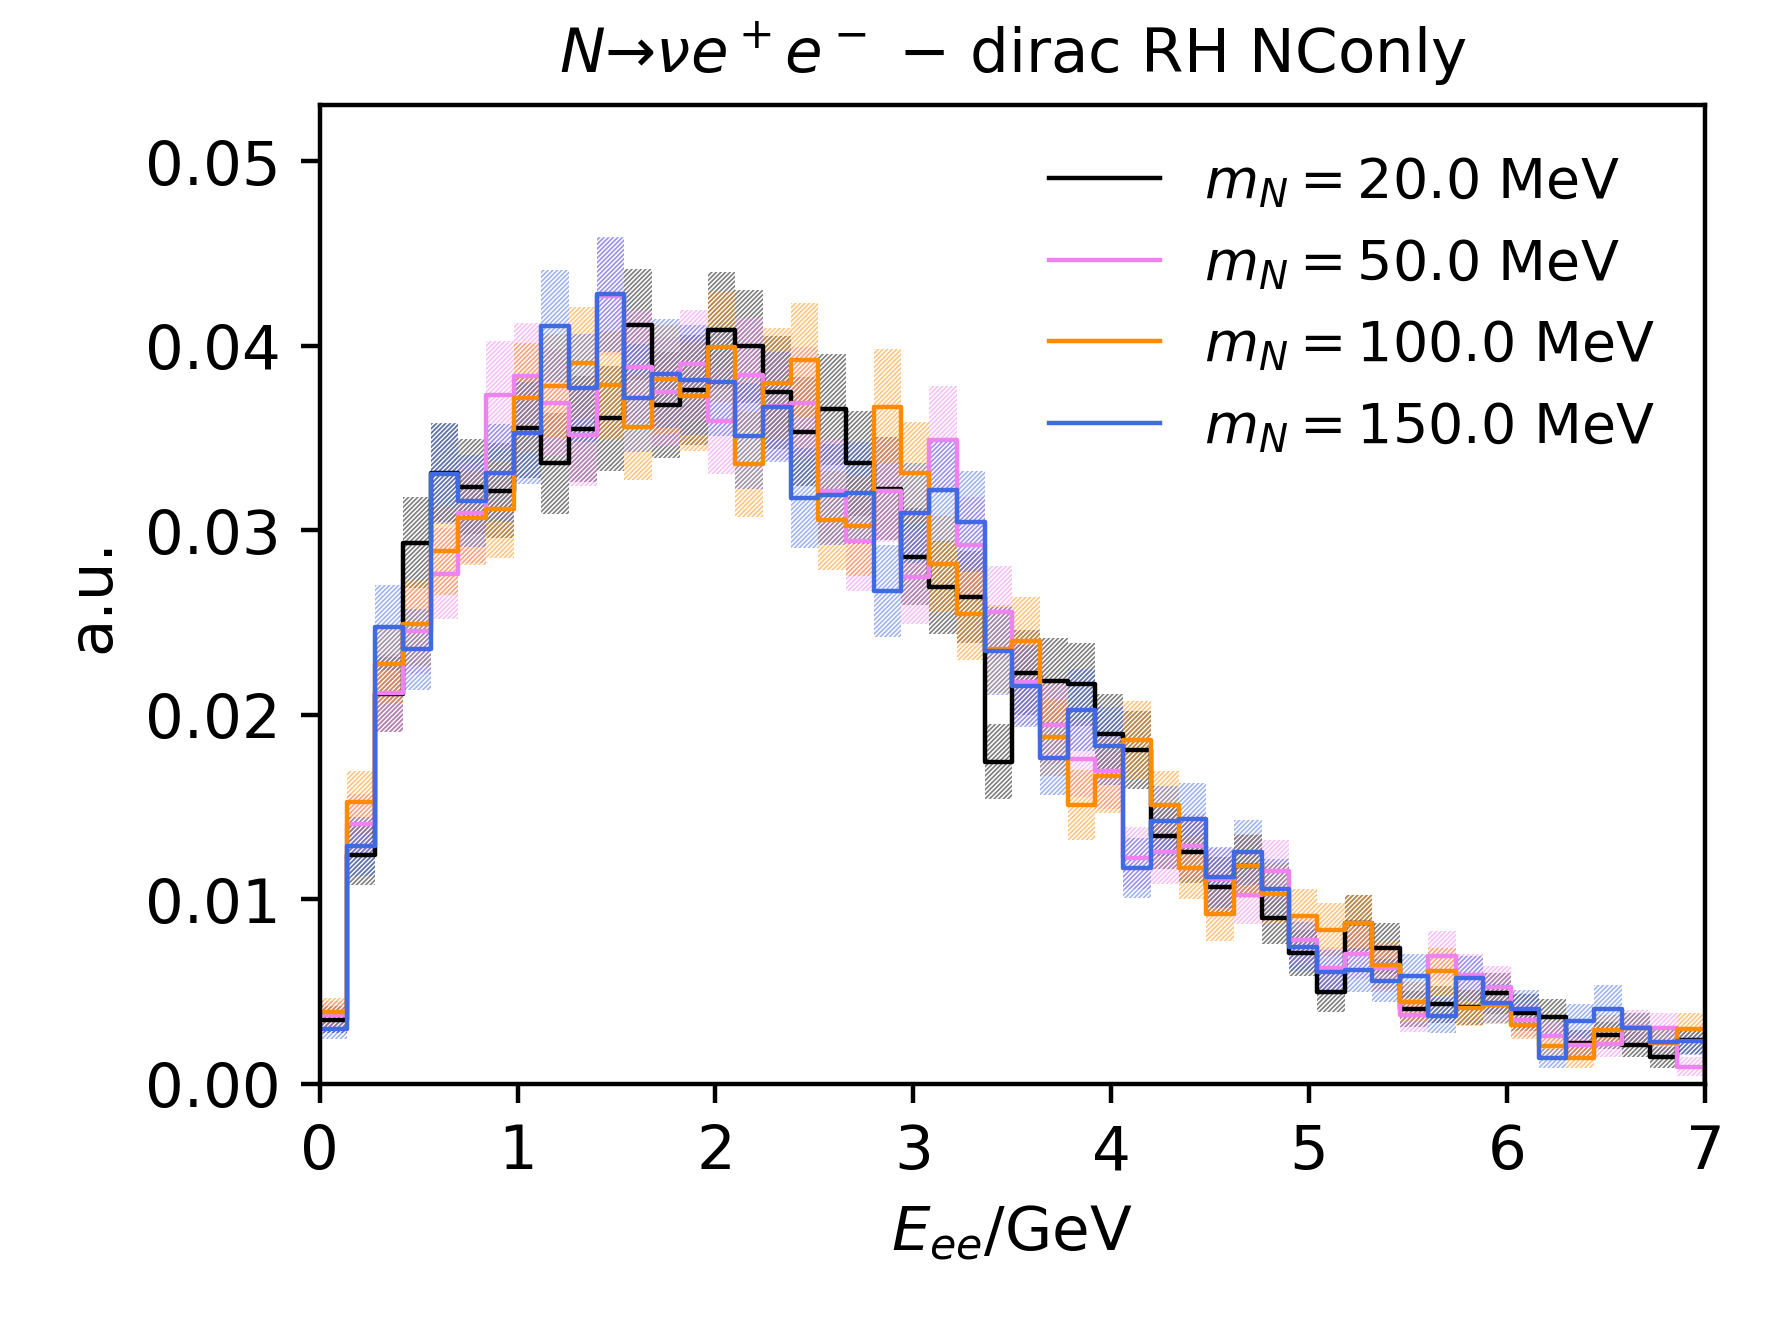 N→νe⁺e⁻ − dirac RH NConly
0.05
0.04
0.03
0.02
0.01
0.00
a.u.
m_N = 20.0 MeV
m_N = 50.0 MeV
m_N = 100.0 MeV
m_N = 150.0 MeV
0 1 2 3 4 5 6 7
E_ee/GeV